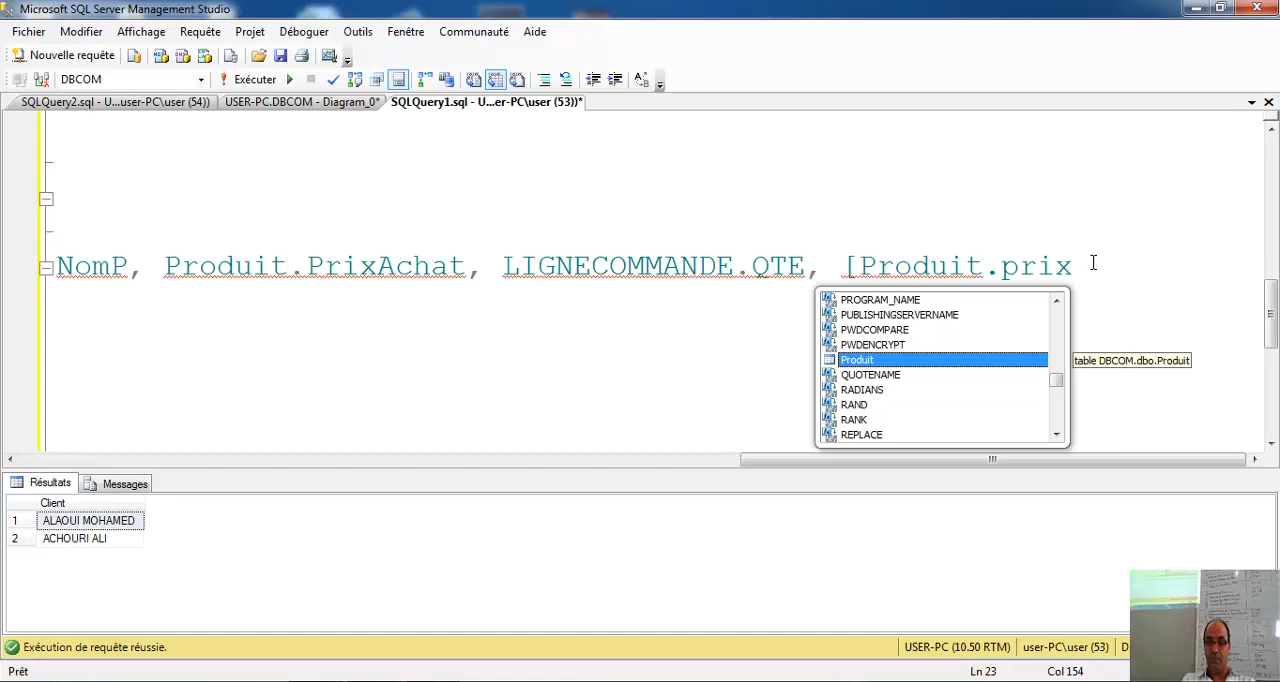 Microsoft SQL Server Management Studio
Fichier Modifier Affichage Requête Projet Déboguer Outils Fenêtre Communauté Aide
Nouvelle requête
DBCOM Exécuter
SQLQuery2.sql - U...user-PC\user (54)) USER-PC.DBCOM - Diagram_0* SQLQuery1.sql - U...er-PC\user (53))*
NomP, Produit.PrixAchat, LIGNECOMMANDE.QTE, [Produit.prix
PROGRAM_NAME
PUBLISHINGSERVERNAME
PWDCOMPARE
PWDENCRYPT
Produit table DBCOM.dbo.Produit
QUOTENAME
RADIANS
RAND
RANK
REPLACE
Résultats Messages
Client
1 ALAOUI MOHAMED
2 ACHOURI ALI
Exécution de requête réussie. USER-PC (10.50 RTM) user-PC\user (53) D
Prêt Ln 23 Col 154